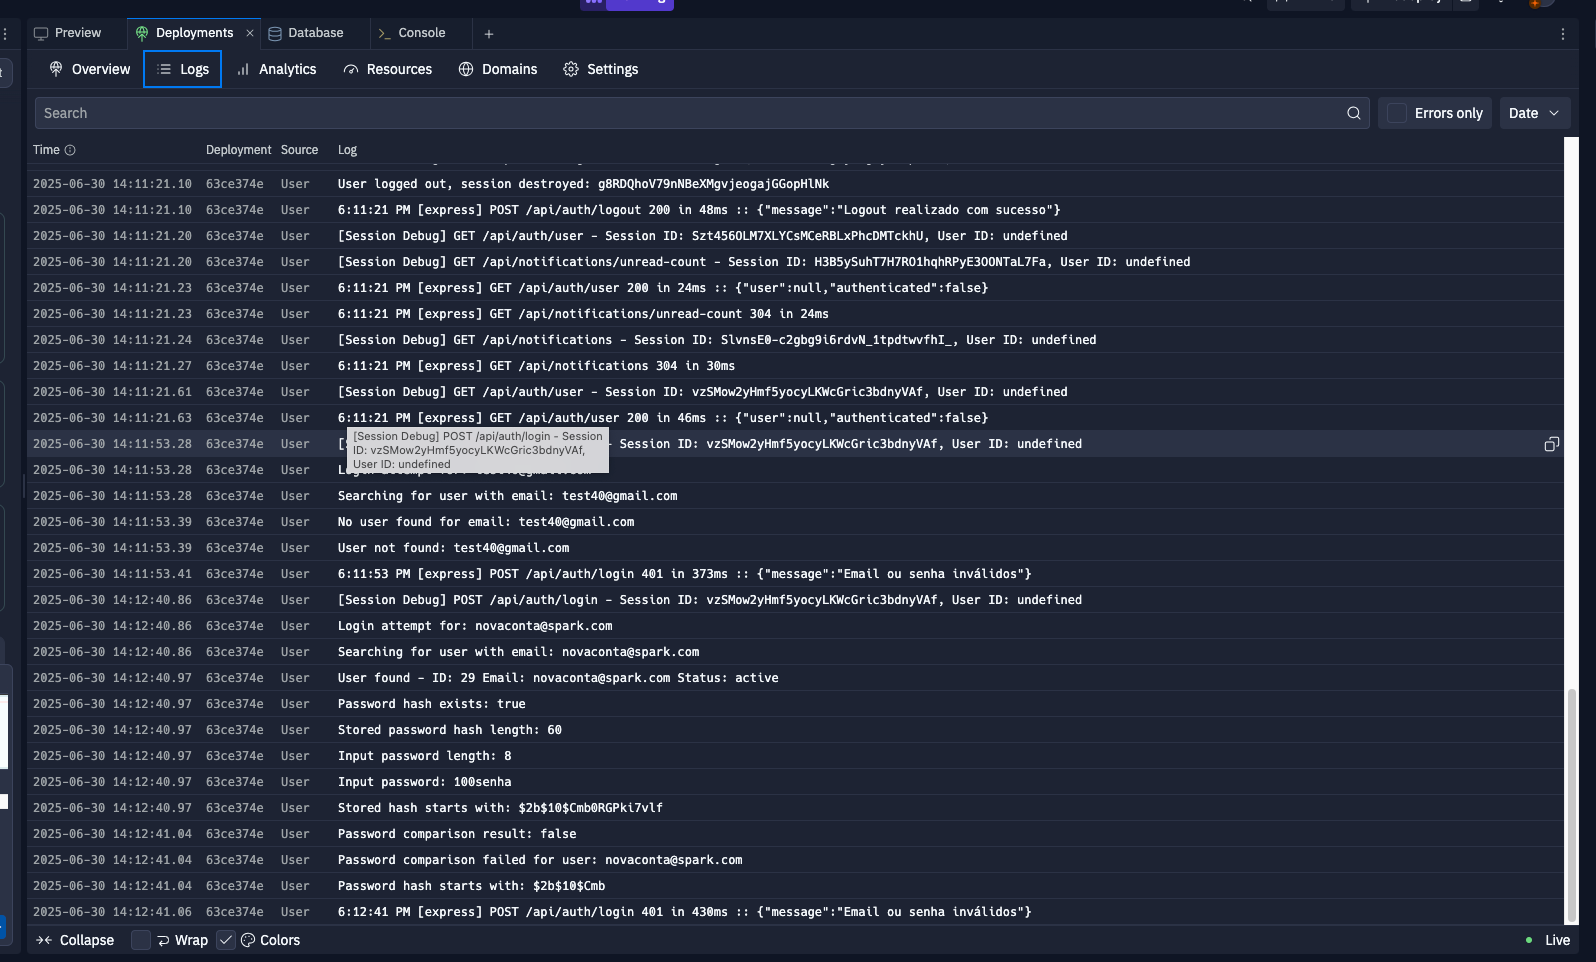 Preview
Deployments
Database
Console
Overview
Logs
Analytics
Resources
Domains
Settings
Search
Errors only
Date
Time Deployment Source Log
2025-06-30 14:11:21.10 63ce374e User User logged out, session destroyed: g8RDQhoV79nNBeXMgvjeogajGGopHlNk
2025-06-30 14:11:21.10 63ce374e User 6:11:21 PM [express] POST /api/auth/logout 200 in 48ms :: {"message":"Logout realizado com sucesso"}
2025-06-30 14:11:21.20 63ce374e User [Session Debug] GET /api/auth/user - Session ID: Szt456OLM7XLYCsMCeRBLxPhcDMTckhU, User ID: undefined
2025-06-30 14:11:21.20 63ce374e User [Session Debug] GET /api/notifications/unread-count - Session ID: H3B5ySuhT7H7RO1hqhRPyE3OONTaL7Fa, User ID: undefined
2025-06-30 14:11:21.23 63ce374e User 6:11:21 PM [express] GET /api/auth/user 200 in 24ms :: {"user":null,"authenticated":false}
2025-06-30 14:11:21.23 63ce374e User 6:11:21 PM [express] GET /api/notifications/unread-count 304 in 24ms
2025-06-30 14:11:21.24 63ce374e User [Session Debug] GET /api/notifications - Session ID: SlvnsE0-c2gbg9i6rdvN_1tpdtwvfhI_, User ID: undefined
2025-06-30 14:11:21.27 63ce374e User 6:11:21 PM [express] GET /api/notifications 304 in 30ms
2025-06-30 14:11:21.61 63ce374e User [Session Debug] GET /api/auth/user - Session ID: vzSMow2yHmf5yocyLKWcGric3bdnyVAf, User ID: undefined
2025-06-30 14:11:21.63 63ce374e User 6:11:21 PM [express] GET /api/auth/user 200 in 46ms :: {"user":null,"authenticated":false}
2025-06-30 14:11:53.28 63ce374e User - Session ID: vzSMow2yHmf5yocyLKWcGric3bdnyVAf, User ID: undefined
[Session Debug] POST /api/auth/login - Session
ID: vzSMow2yHmf5yocyLKWcGric3bdnyVAf,
User ID: undefined
2025-06-30 14:11:53.28 63ce374e User
2025-06-30 14:11:53.28 63ce374e User Searching for user with email: test40@gmail.com
2025-06-30 14:11:53.39 63ce374e User No user found for email: test40@gmail.com
2025-06-30 14:11:53.39 63ce374e User User not found: test40@gmail.com
2025-06-30 14:11:53.41 63ce374e User 6:11:53 PM [express] POST /api/auth/login 401 in 373ms :: {"message":"Email ou senha inválidos"}
2025-06-30 14:12:40.86 63ce374e User [Session Debug] POST /api/auth/login - Session ID: vzSMow2yHmf5yocyLKWcGric3bdnyVAf, User ID: undefined
2025-06-30 14:12:40.86 63ce374e User Login attempt for: novaconta@spark.com
2025-06-30 14:12:40.86 63ce374e User Searching for user with email: novaconta@spark.com
2025-06-30 14:12:40.97 63ce374e User User found - ID: 29 Email: novaconta@spark.com Status: active
2025-06-30 14:12:40.97 63ce374e User Password hash exists: true
2025-06-30 14:12:40.97 63ce374e User Stored password hash length: 60
2025-06-30 14:12:40.97 63ce374e User Input password length: 8
2025-06-30 14:12:40.97 63ce374e User Input password: 100senha
2025-06-30 14:12:40.97 63ce374e User Stored hash starts with: $2b$10$Cmb0RGPki7vlf
2025-06-30 14:12:41.04 63ce374e User Password comparison result: false
2025-06-30 14:12:41.04 63ce374e User Password comparison failed for user: novaconta@spark.com
2025-06-30 14:12:41.04 63ce374e User Password hash starts with: $2b$10$Cmb
2025-06-30 14:12:41.06 63ce374e User 6:12:41 PM [express] POST /api/auth/login 401 in 430ms :: {"message":"Email ou senha inválidos"}
Collapse
Wrap
Colors
Live